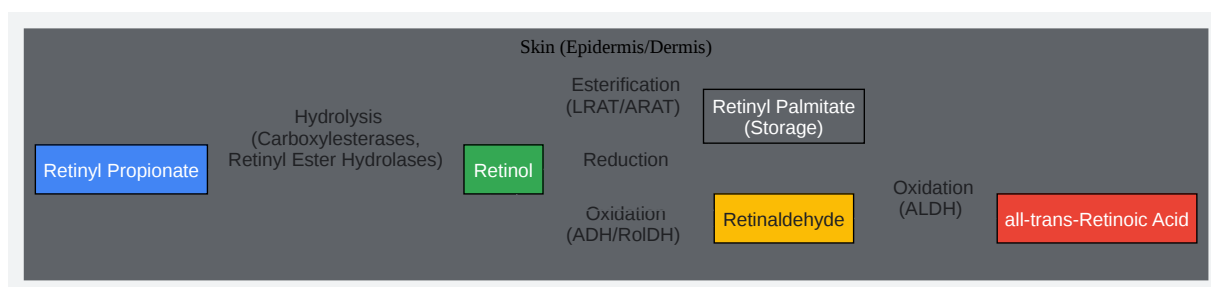 Skin (Epidermis/Dermis)
Retinyl Propionate
Hydrolysis
(Carboxylesterases,
Retinyl Ester Hydrolases)
Retinol
Esterification
(LRAT/ARAT)
Retinyl Palmitate
(Storage)
Reduction
Oxidation
(ADH/RolDH)
Retinaldehyde
Oxidation
(ALDH)
all-trans-Retinoic Acid